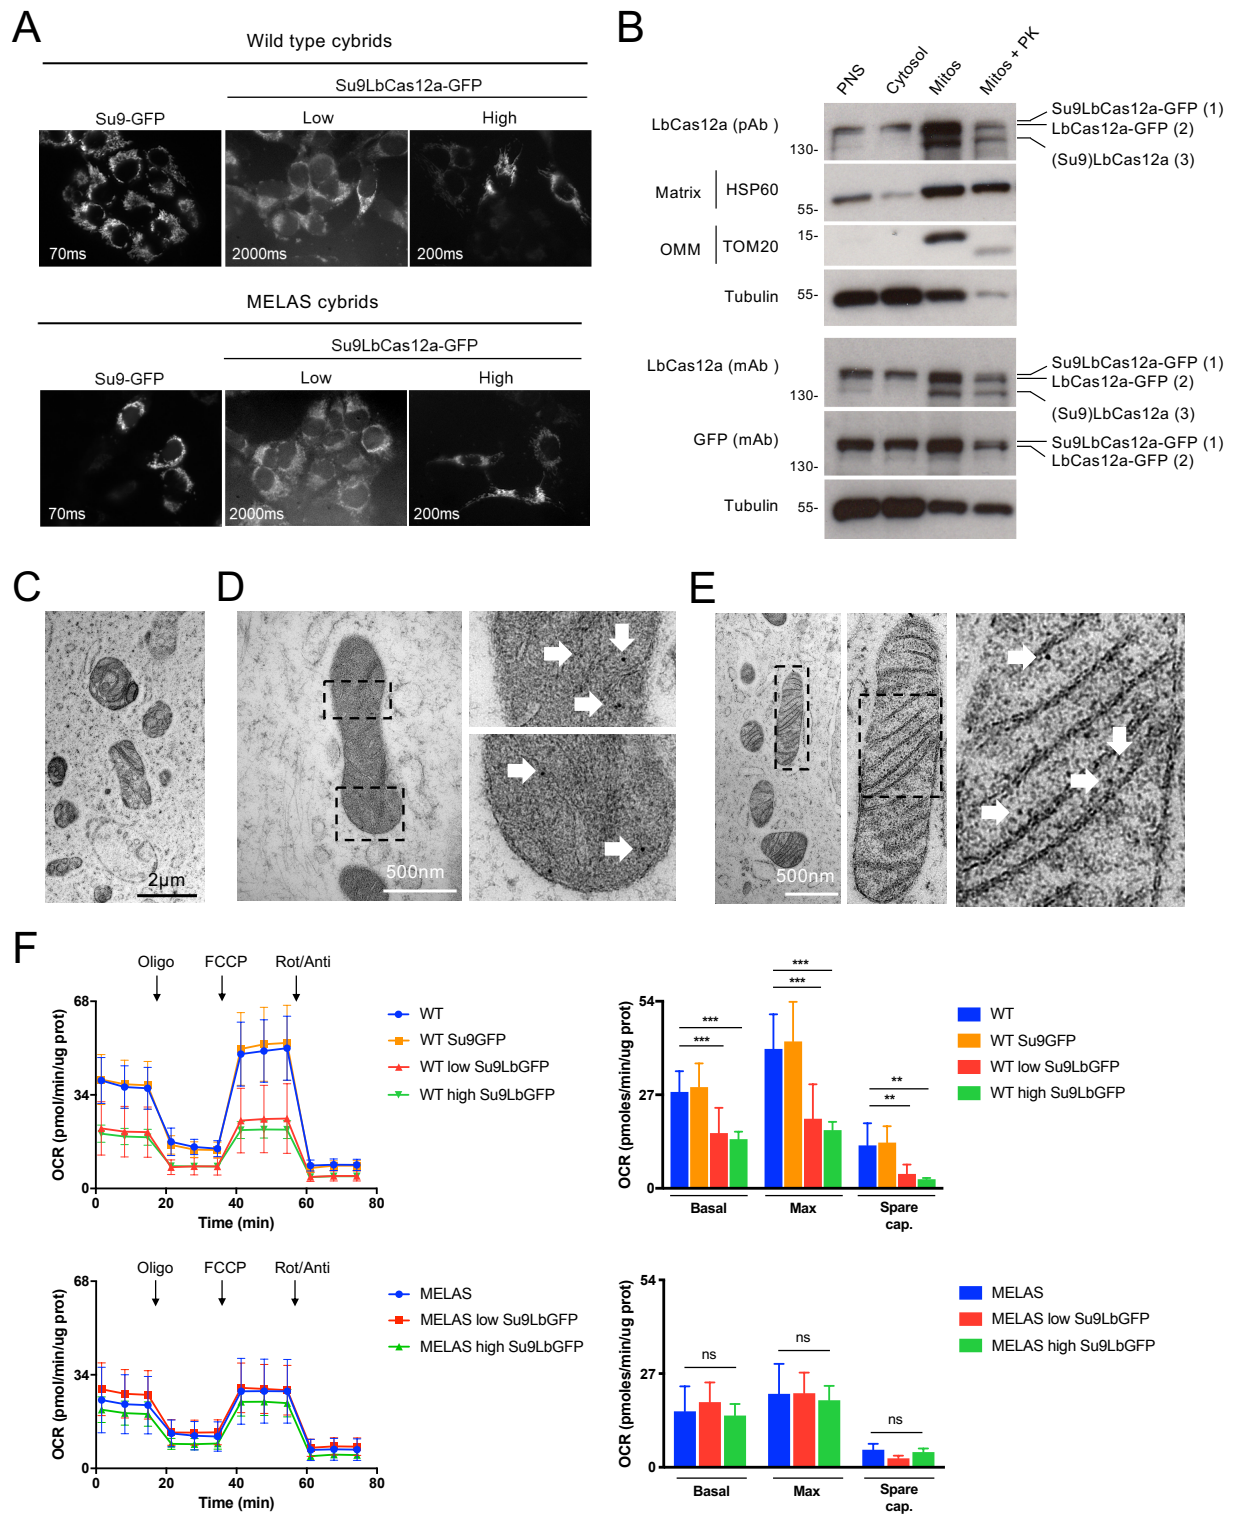 A
Wild type cybrids
Su9LbCas12a-GFP
Su9-GFP
Low
High
70ms
2000ms
200ms
MELAS cybrids
Su9LbCas12a-GFP
Su9-GFP
Low
High
70ms
2000ms
200ms
B
PNS
Cytosol
Mitos
Mitos + PK
LbCas12a (pAb )
130-
Su9LbCas12a-GFP (1)
LbCas12a-GFP (2)
(Su9)LbCas12a (3)
Matrix
HSP60
55-
15-
OMM
TOM20
Tubulin
55-
LbCas12a (mAb )
130-
Su9LbCas12a-GFP (1)
LbCas12a-GFP (2)
(Su9)LbCas12a (3)
GFP (mAb)
130-
Su9LbCas12a-GFP (1)
LbCas12a-GFP (2)
Tubulin
55-
C
2µm
D
500nm
E
500nm
F
Oligo
FCCP
Rot/Anti
OCR (pmol/min/ug prot)
68
34
0
0
20
40
60
80
Time (min)
WT
WT Su9GFP
WT low Su9LbGFP
WT high Su9LbGFP
OCR (pmoles/min/ug prot)
54
27
0
***
***
***
***
**
**
Basal
Max
Spare
cap.
WT
WT Su9GFP
WT low Su9LbGFP
WT high Su9LbGFP
Oligo
FCCP
Rot/Anti
OCR (pmol/min/ug prot)
68
34
0
0
20
40
60
80
Time (min)
MELAS
MELAS low Su9LbGFP
MELAS high Su9LbGFP
OCR (pmoles/min/ug prot)
54
27
0
ns
ns
ns
Basal
Max
Spare
cap.
MELAS
MELAS low Su9LbGFP
MELAS high Su9LbGFP